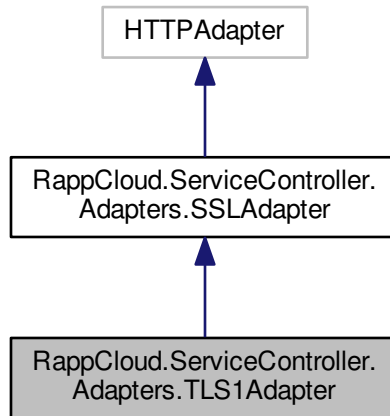 HTTPAdapter
RappCloud.ServiceController.
Adapters.SSLAdapter
RappCloud.ServiceController.
Adapters.TLS1Adapter